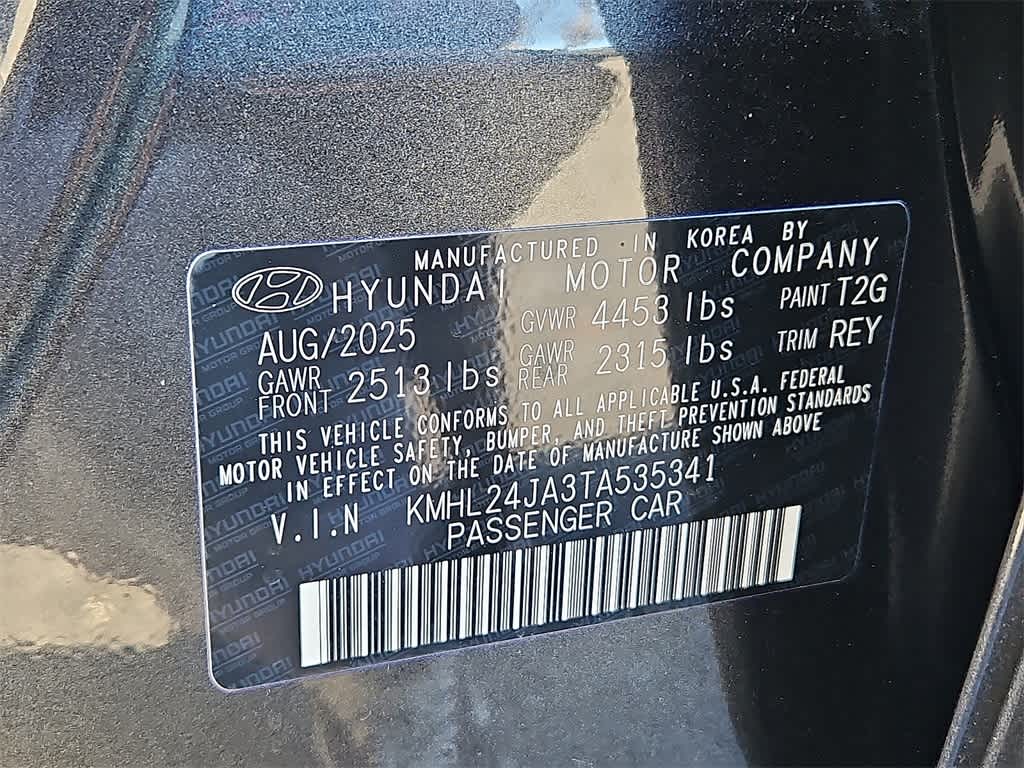 MANUFACTURED IN KOREA BY
HYUNDAI MOTOR COMPANY
AUG/2025 GVWR 4453 lbs PAINT T2G
GAWR FRONT 2513 lbs GAWR REAR 2315 lbs TRIM REY
THIS VEHICLE CONFORMS TO ALL APPLICABLE U.S.A. FEDERAL
MOTOR VEHICLE SAFETY, BUMPER, AND THEFT PREVENTION STANDARDS
IN EFFECT ON THE DATE OF MANUFACTURE SHOWN ABOVE
V.I.N KMHL24JA3TA535341
PASSENGER CAR